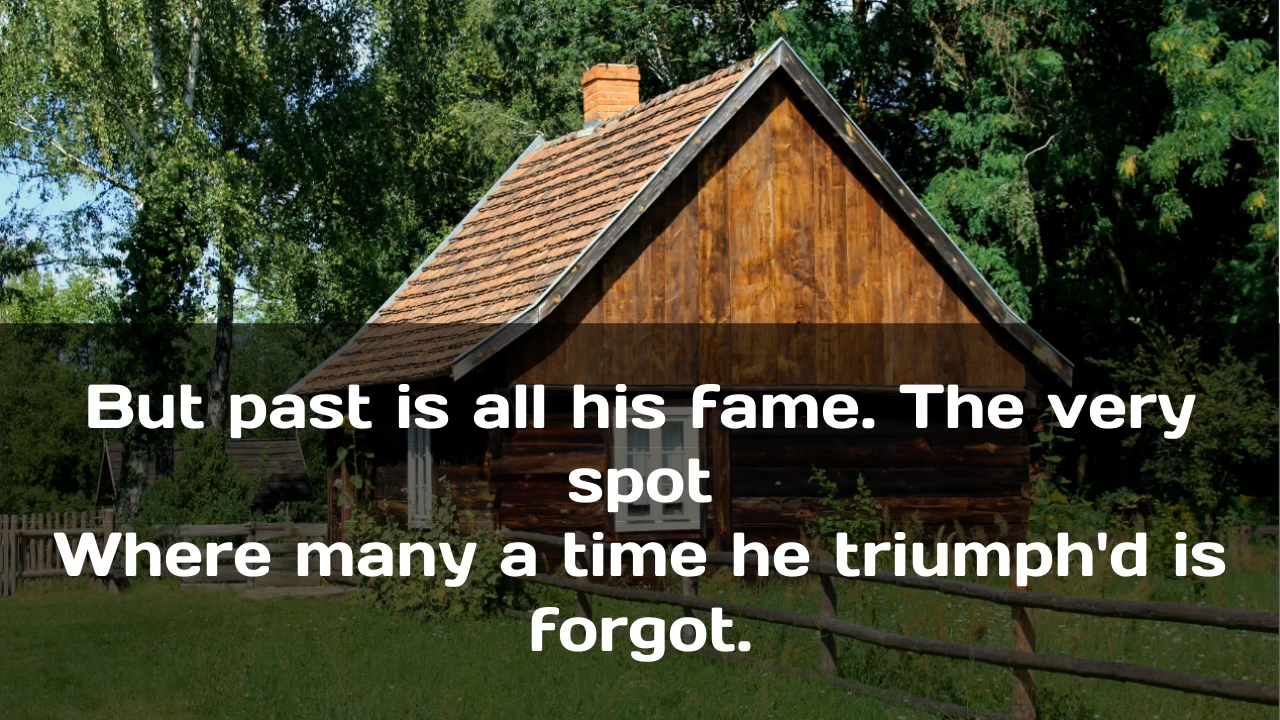 But past is all his fame. The very
spot
Where many a time he triumph'd is
forgot.